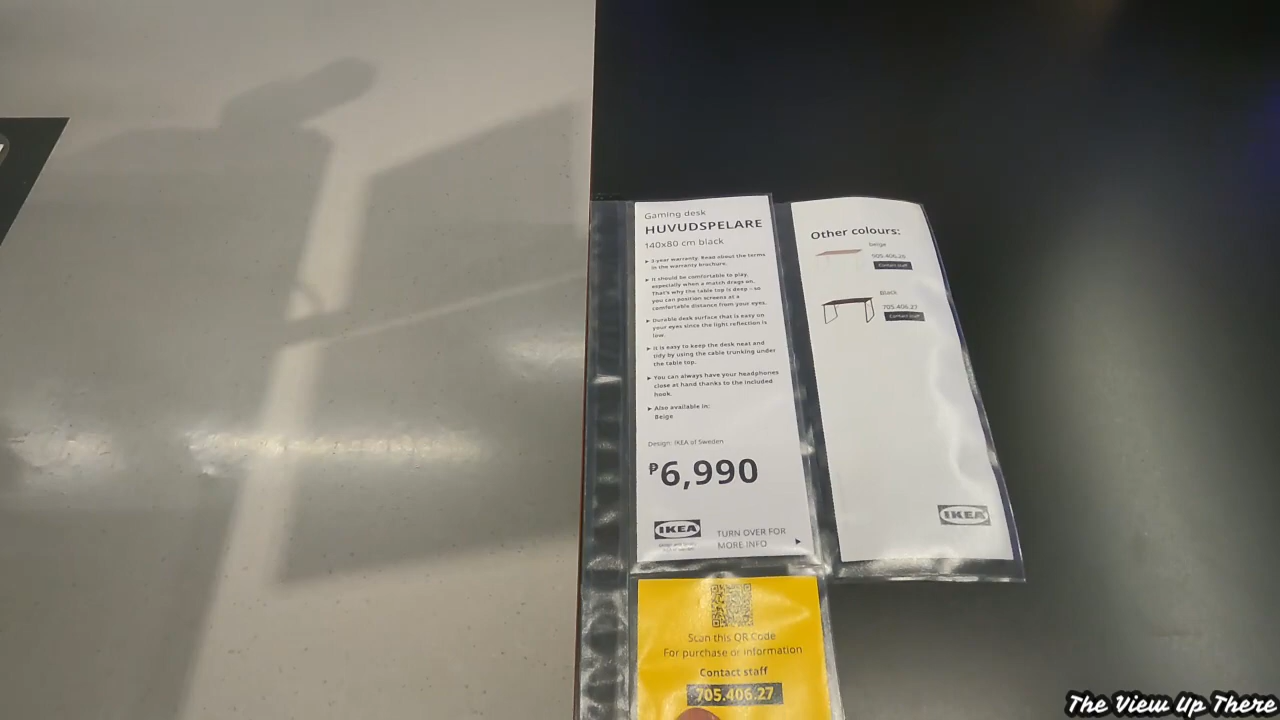 Gaming desk
HUVUDSPELARE
140x80 cm black
▸ 3-year warranty. Read about the terms
in the warranty brochure.
▸ It should be comfortable to play,
especially when a match drags on.
That's why the table top is deep – so
you can position screens at a
comfortable distance from your eyes.
▸ Durable desk surface that is easy on
your eyes since the light reflection is
low.
▸ It is easy to keep the desk neat and
tidy by using the cable trunking under
the table top.
▸ You can always have your headphones
close at hand thanks to the included
hook.
▸ Also available in:
Beige
Design: IKEA of Sweden
₱6,990
IKEA
TURN OVER FOR
MORE INFO
Other colours:
Beige
Contact staff
Black
705.406.27
Contact staff
IKEA
Scan this QR Code
For purchase or information
Contact staff
705.406.27
The View Up There